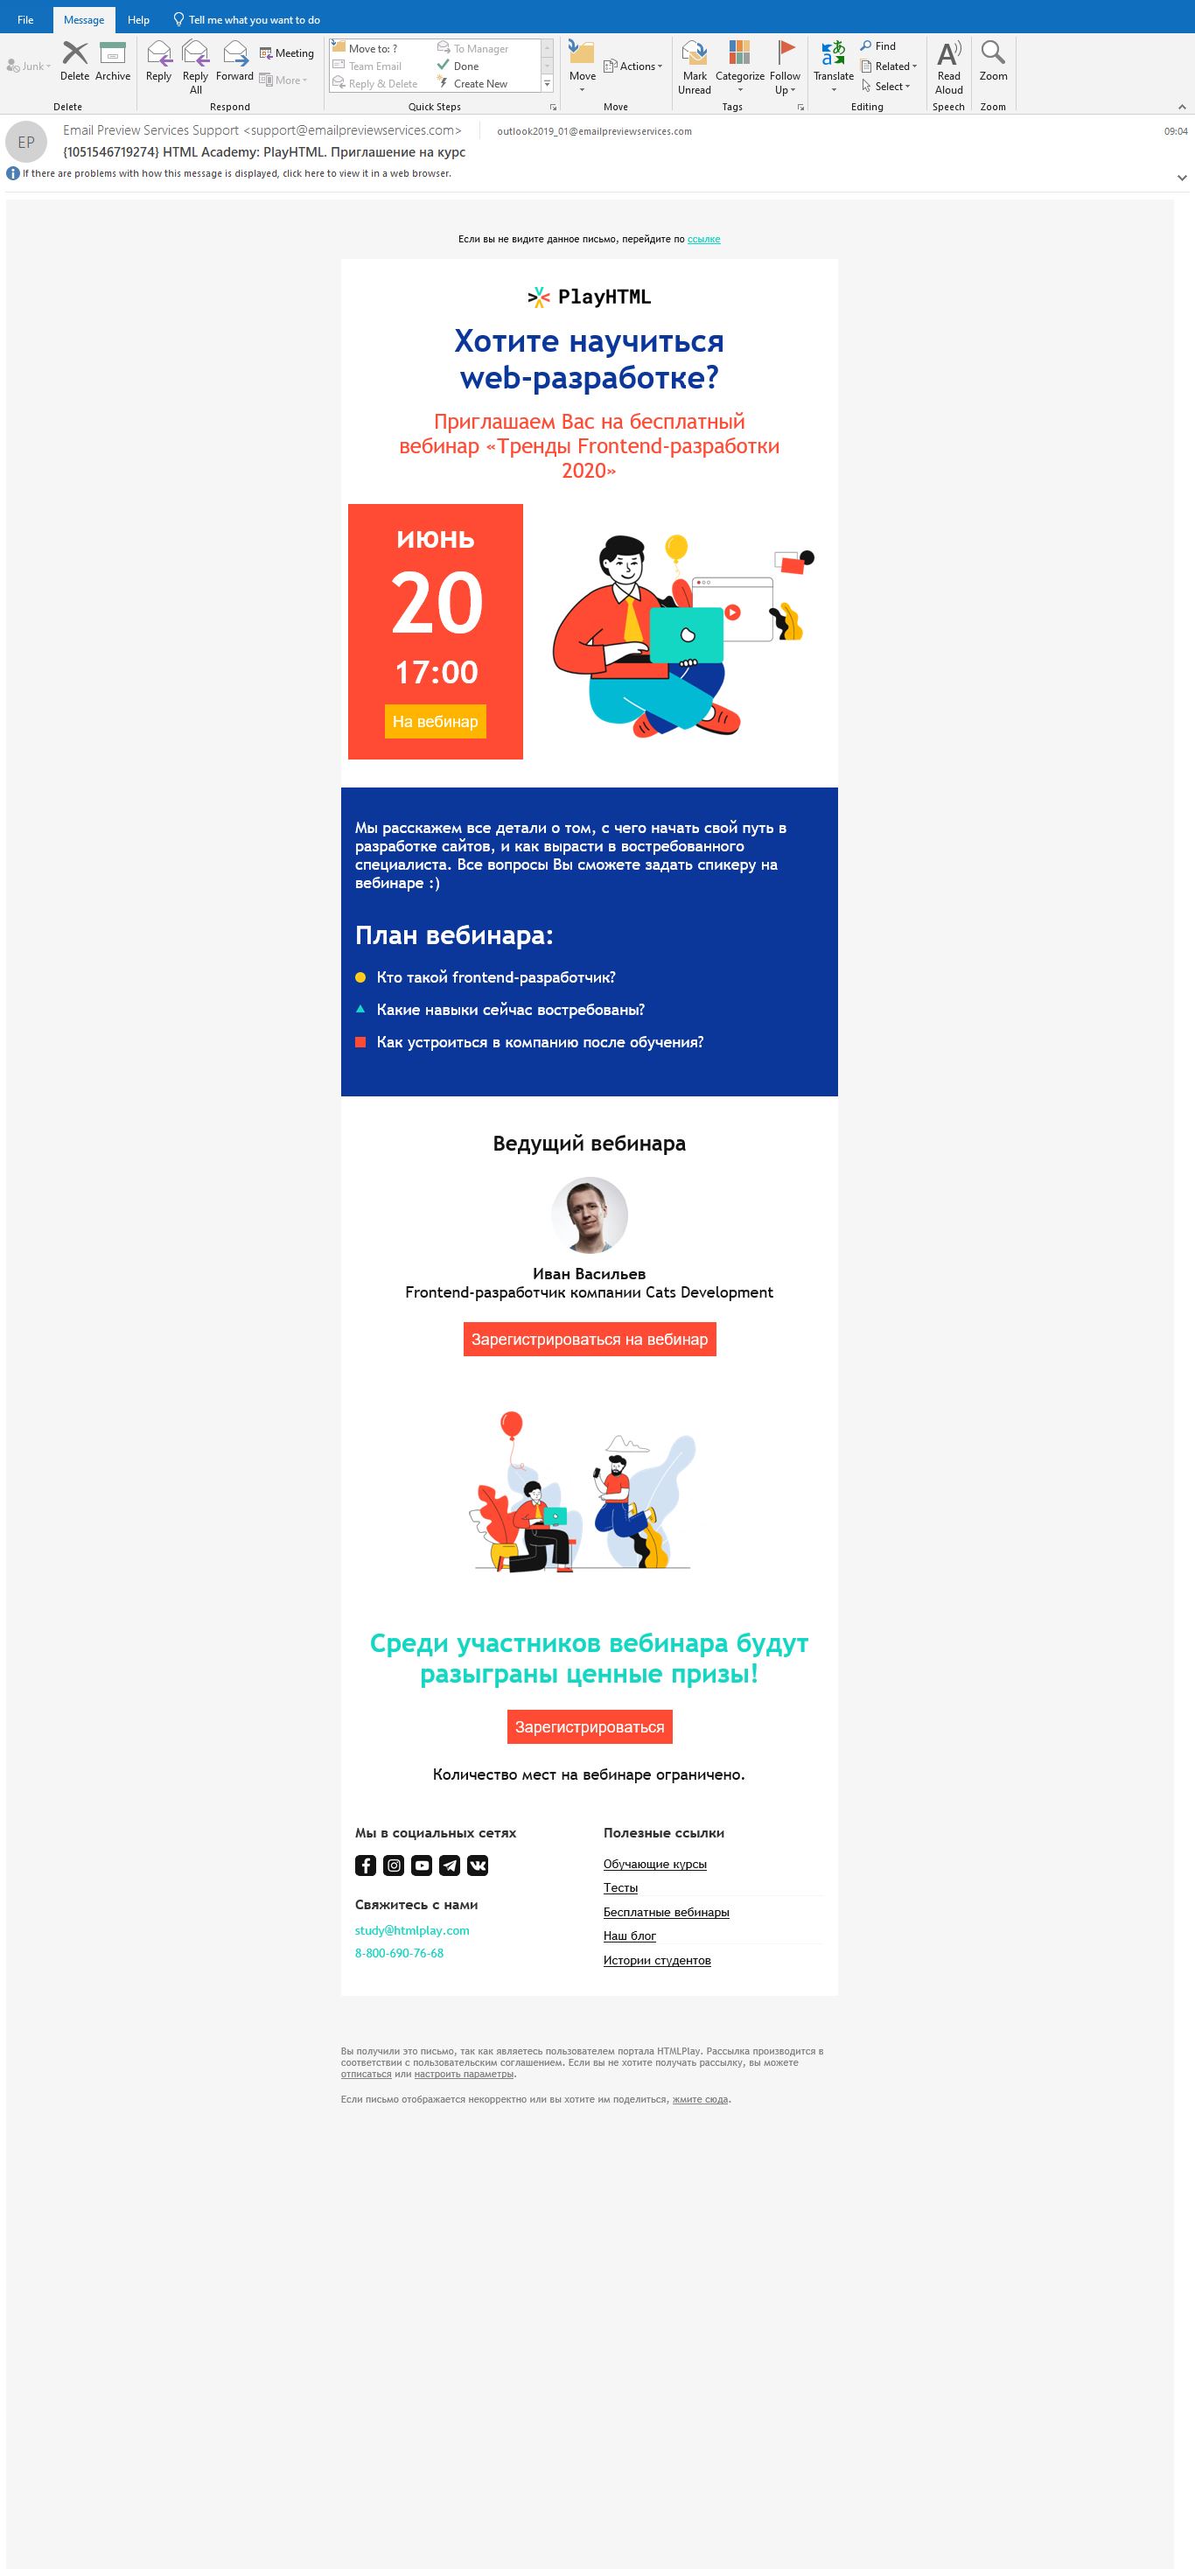 File Message Help Tell me what you want to do
Junk Delete Archive Reply Reply All Forward Meeting More
Move to: ? To Manager
Team Email Done
Reply & Delete Create New
Move Actions Mark Unread Categorize Follow Up Translate Find Related Select Read Aloud Zoom
Delete Respond Quick Steps Move Tags Editing Speech Zoom
EP
Email Preview Services Support <support@emailpreviewservices.com> outlook2019_01@emailpreviewservices.com 09:04
{1051546719274} HTML Academy: PlayHTML. Приглашение на курс
If there are problems with how this message is displayed, click here to view it in a web browser.
Если вы не видите данное письмо, перейдите по ссылке
PlayHTML
Хотите научиться
web-разработке?
Приглашаем Вас на бесплатный
вебинар «Тренды Frontend-разработки
2020»
июнь
20
17:00
На вебинар
Мы расскажем все детали о том, с чего начать свой путь в
разработке сайтов, и как вырасти в востребованного
специалиста. Все вопросы Вы сможете задать спикеру на
вебинаре :)
План вебинара:
Кто такой frontend-разработчик?
Какие навыки сейчас востребованы?
Как устроиться в компанию после обучения?
Ведущий вебинара
Иван Васильев
Frontend-разработчик компании Cats Development
Зарегистрироваться на вебинар
Среди участников вебинара будут
разыграны ценные призы!
Зарегистрироваться
Количество мест на вебинаре ограничено.
Мы в социальных сетях
Свяжитесь с нами
study@htmlplay.com
8-800-690-76-68
Полезные ссылки
Обучающие курсы
Тесты
Бесплатные вебинары
Наш блог
Истории студентов
Вы получили это письмо, так как являетесь пользователем портала HTMLPlay. Рассылка производится в
соответствии с пользовательским соглашением. Если вы не хотите получать рассылку, вы можете
отписаться или настроить параметры.
Если письмо отображается некорректно или вы хотите им поделиться, жмите сюда.